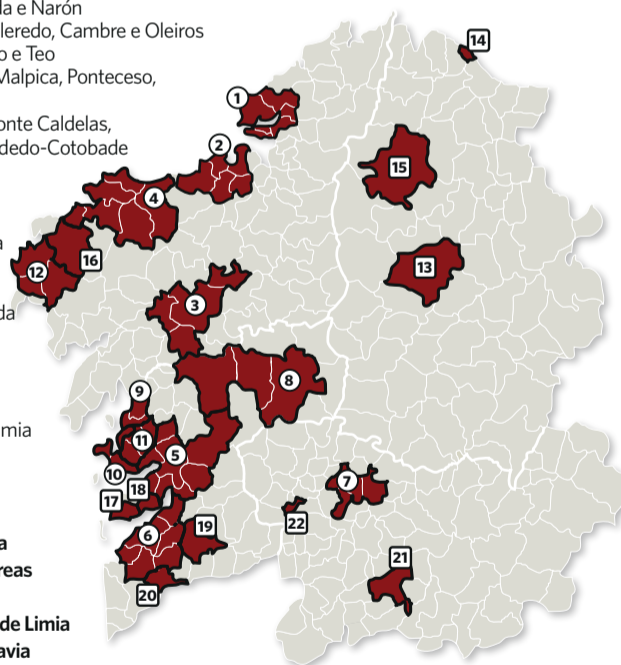 la e Narón
leredo, Cambre e Oleiros
o e Teo
Malpica, Ponteceso,
onte Caldelas,
dedo-Cotobade
a
da
mia
a
reas
de Limia
avia
1
2
3
4
5
6
7
8
9
10
11
12
13
14
15
16
17
18
19
20
21
22